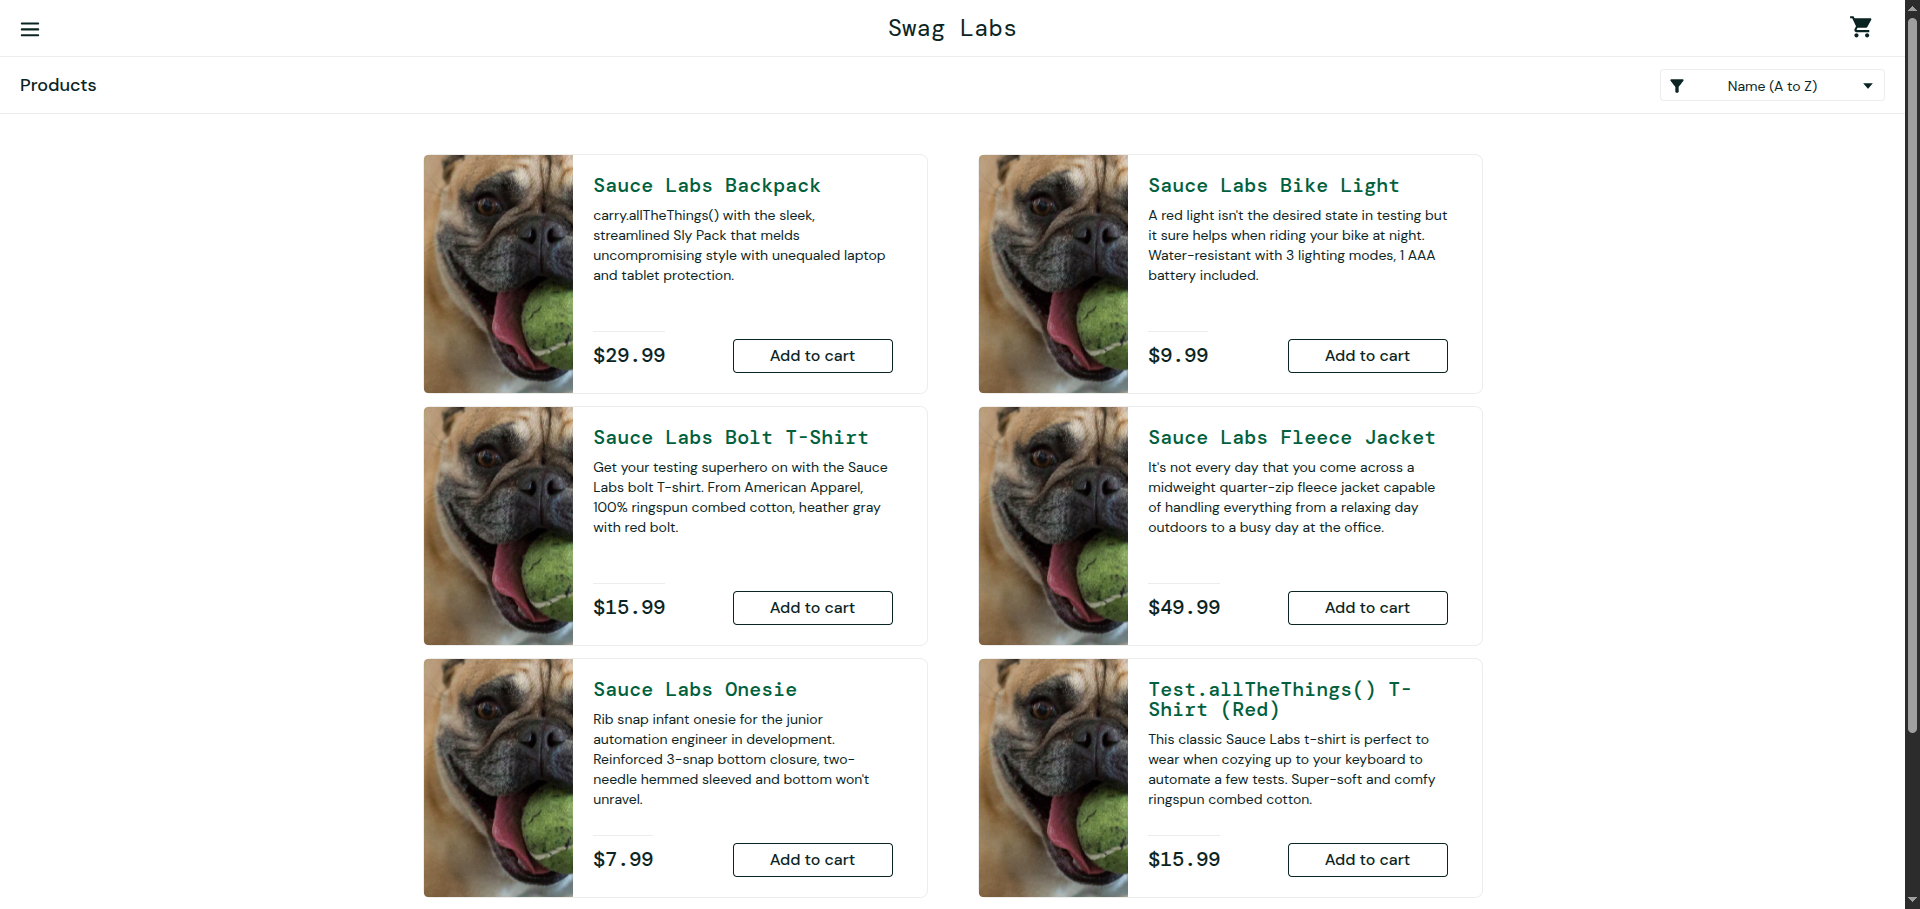 Swag Labs
Products
Name (A to Z)
Sauce Labs Backpack
carry.allTheThings() with the sleek,
streamlined Sly Pack that melds
uncompromising style with unequaled laptop
and tablet protection.
$29.99
Add to cart
Sauce Labs Bike Light
A red light isn't the desired state in testing but
it sure helps when riding your bike at night.
Water-resistant with 3 lighting modes, 1 AAA
battery included.
$9.99
Add to cart
Sauce Labs Bolt T-Shirt
Get your testing superhero on with the Sauce
Labs bolt T-shirt. From American Apparel,
100% ringspun combed cotton, heather gray
with red bolt.
$15.99
Add to cart
Sauce Labs Fleece Jacket
It's not every day that you come across a
midweight quarter-zip fleece jacket capable
of handling everything from a relaxing day
outdoors to a busy day at the office.
$49.99
Add to cart
Sauce Labs Onesie
Rib snap infant onesie for the junior
automation engineer in development.
Reinforced 3-snap bottom closure, two-
needle hemmed sleeved and bottom won't
unravel.
$7.99
Add to cart
Test.allTheThings() T-
Shirt (Red)
This classic Sauce Labs t-shirt is perfect to
wear when cozying up to your keyboard to
automate a few tests. Super-soft and comfy
ringspun combed cotton.
$15.99
Add to cart